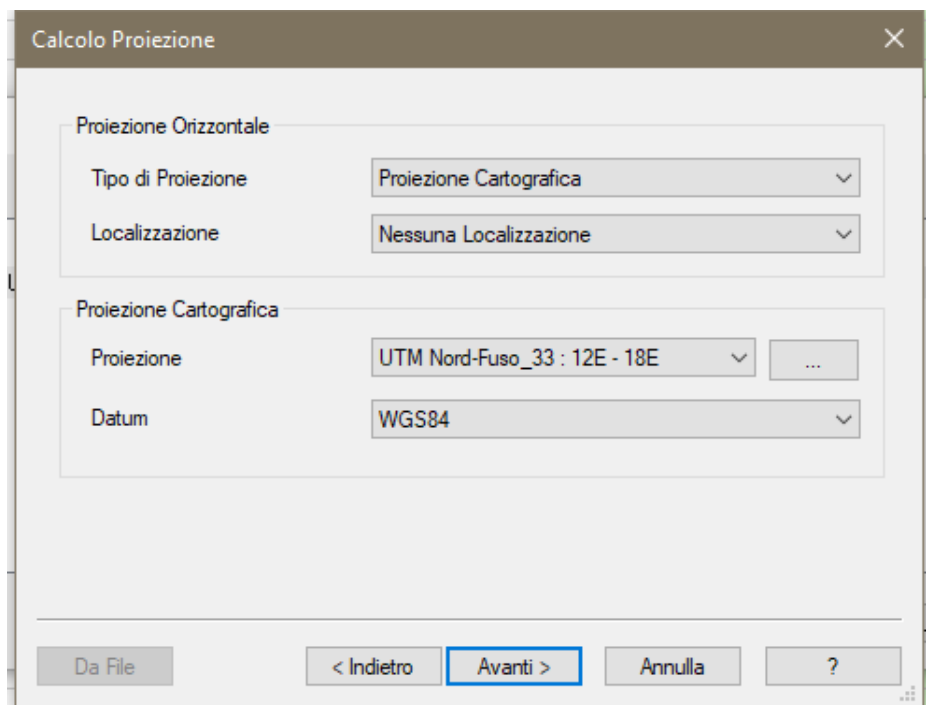 Calcolo Proiezione
Proiezione Orizzontale
Tipo di Proiezione
Proiezione Cartografica
Localizzazione
Nessuna Localizzazione
Proiezione Cartografica
Proiezione
UTM Nord-Fuso_33 : 12E - 18E
...
Datum
WGS84
Da File
< Indietro
Avanti >
Annulla
?